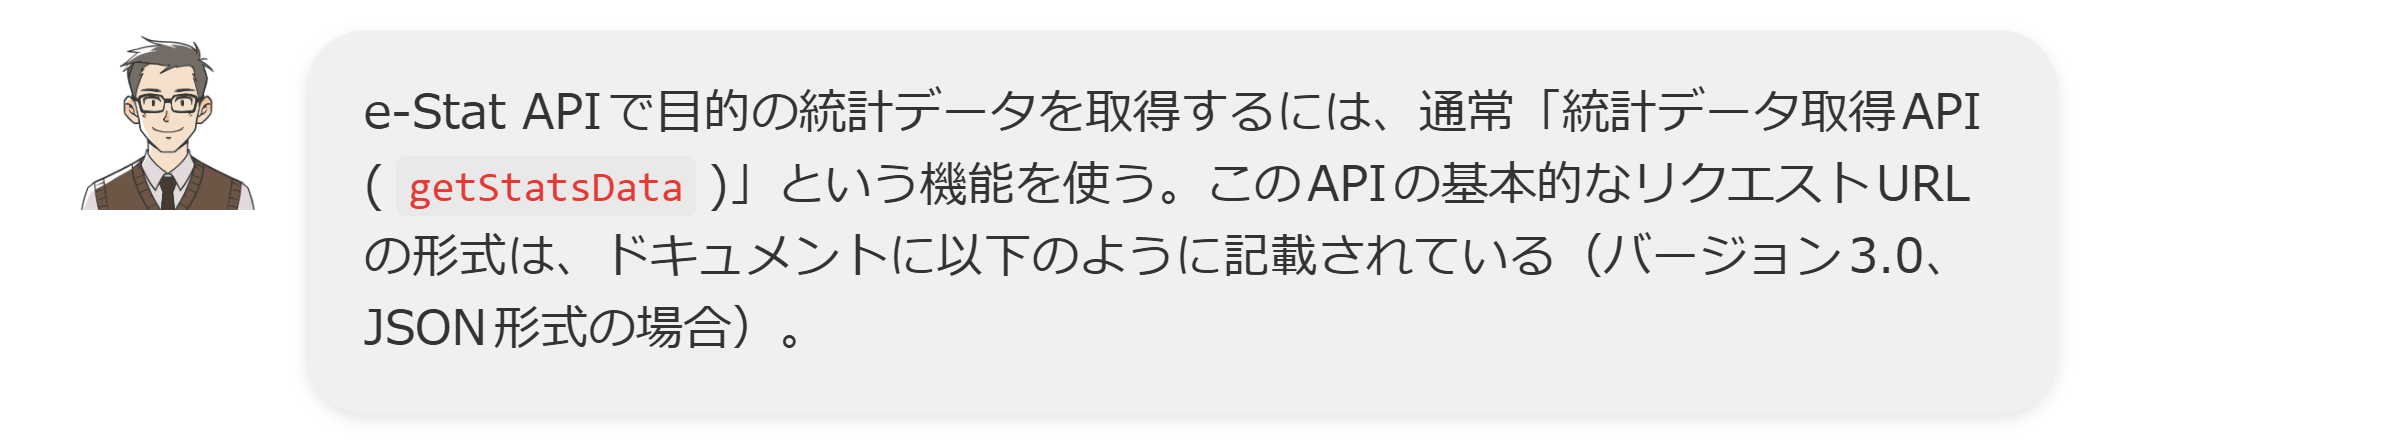 e-Stat APIで目的の統計データを取得するには、通常「統計データ取得API
( getStatsData )」という機能を使う。このAPIの基本的なリクエストURL
の形式は、ドキュメントに以下のように記載されている（バージョン3.0、
JSON形式の場合）。